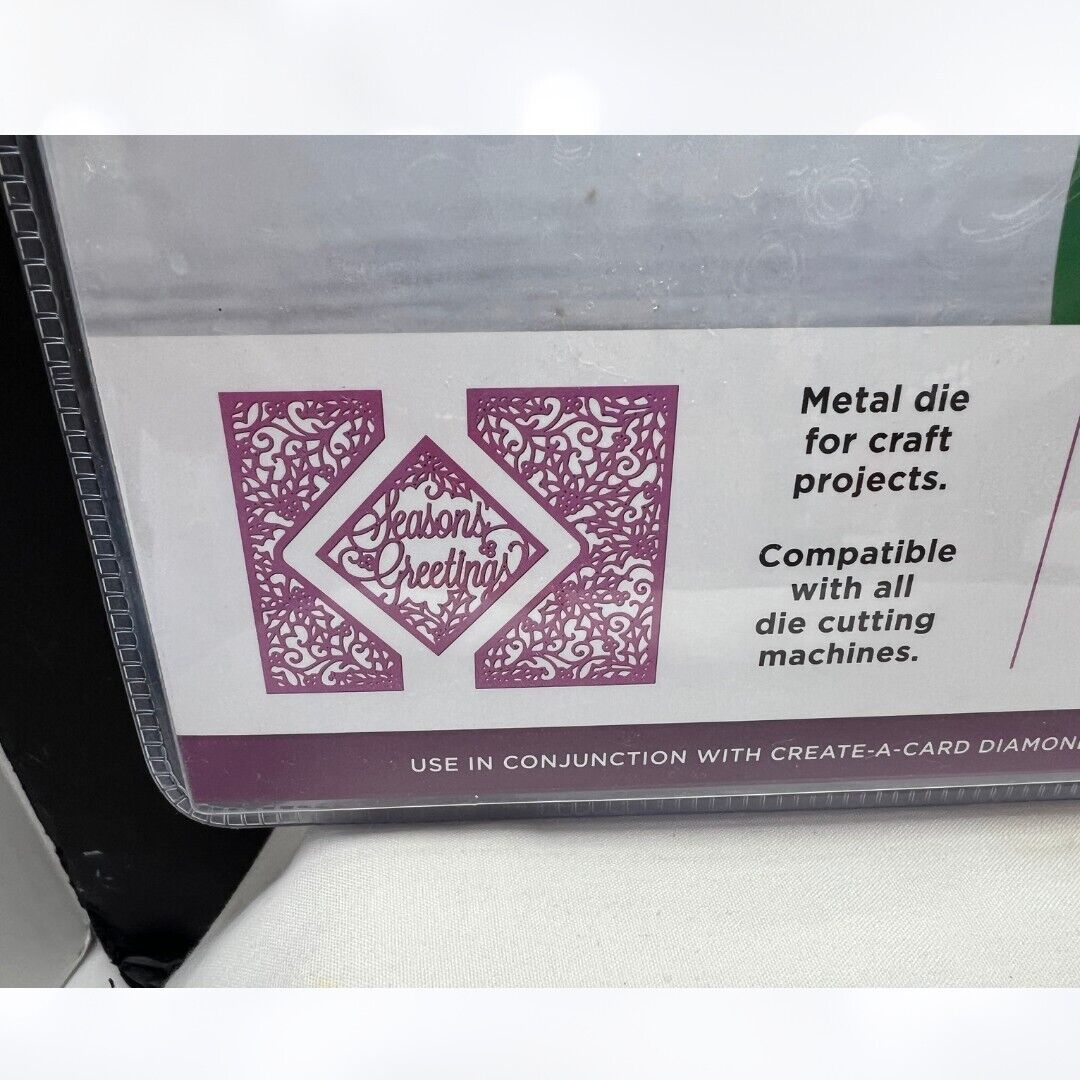 Seasons
Greetings
Metal die
for craft
projects.
Compatible
with all
die cutting
machines.
USE IN CONJUNCTION WITH CREATE-A-CARD